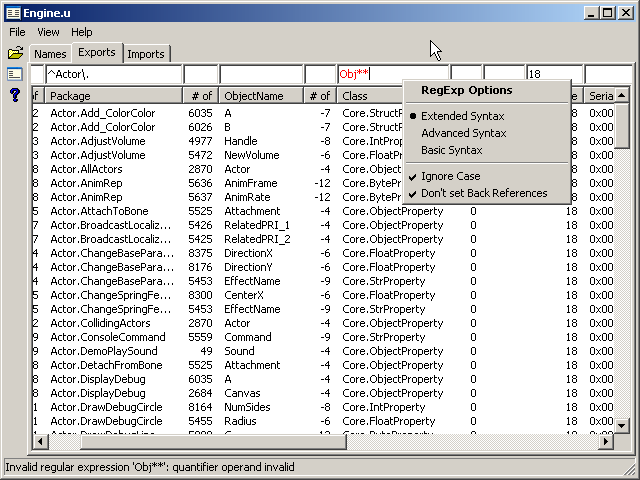 Engine.u
File View Help
Names Exports Imports
^Actor\. Obj** 18
of Package # of ObjectName # of Class e Seria
2 Actor.Add_ColorColor 6035 A -7 Core.StructP 0x00
2 Actor.Add_ColorColor 6026 B -7 Core.StructP 0x00
3 Actor.AdjustVolume 4977 Handle -8 Core.IntProp 0x00
3 Actor.AdjustVolume 5472 NewVolume -6 Core.FloatP 0x00
8 Actor.AllActors 2870 Actor -4 Core.Object 0x00
7 Actor.AnimRep 5636 AnimFrame -12 Core.ByteP 0x00
7 Actor.AnimRep 5637 AnimRate -12 Core.ByteP 0x00
5 Actor.AttachToBone 5525 Attachment -4 Core.ObjectProperty 0 18 0x00
7 Actor.BroadcastLocaliz... 5426 RelatedPRI_1 -4 Core.ObjectProperty 0 18 0x00
7 Actor.BroadcastLocaliz... 5425 RelatedPRI_2 -4 Core.ObjectProperty 0 18 0x00
4 Actor.ChangeBasePara... 8375 DirectionX -6 Core.FloatProperty 0 18 0x00
4 Actor.ChangeBasePara... 8176 DirectionY -6 Core.FloatProperty 0 18 0x00
4 Actor.ChangeBasePara... 5453 EffectName -9 Core.StrProperty 0 18 0x00
5 Actor.ChangeSpringFe... 8300 CenterX -6 Core.FloatProperty 0 18 0x00
5 Actor.ChangeSpringFe... 5453 EffectName -9 Core.StrProperty 0 18 0x00
2 Actor.CollidingActors 2870 Actor -4 Core.ObjectProperty 0 18 0x00
9 Actor.ConsoleCommand 5559 Command -9 Core.StrProperty 0 18 0x00
9 Actor.DemoPlaySound 49 Sound -4 Core.ObjectProperty 0 18 0x00
8 Actor.DetachFromBone 5525 Attachment -4 Core.ObjectProperty 0 18 0x00
8 Actor.DisplayDebug 6035 A -4 Core.ObjectProperty 0 18 0x00
8 Actor.DisplayDebug 2684 Canvas -4 Core.ObjectProperty 0 18 0x00
1 Actor.DrawDebugCircle 8164 NumSides -8 Core.IntProperty 0 18 0x00
1 Actor.DrawDebugCircle 5455 Radius -6 Core.FloatProperty 0 18 0x00
RegExp Options
Extended Syntax
Advanced Syntax
Basic Syntax
Ignore Case
Don't set Back References
Invalid regular expression 'Obj**': quantifier operand invalid